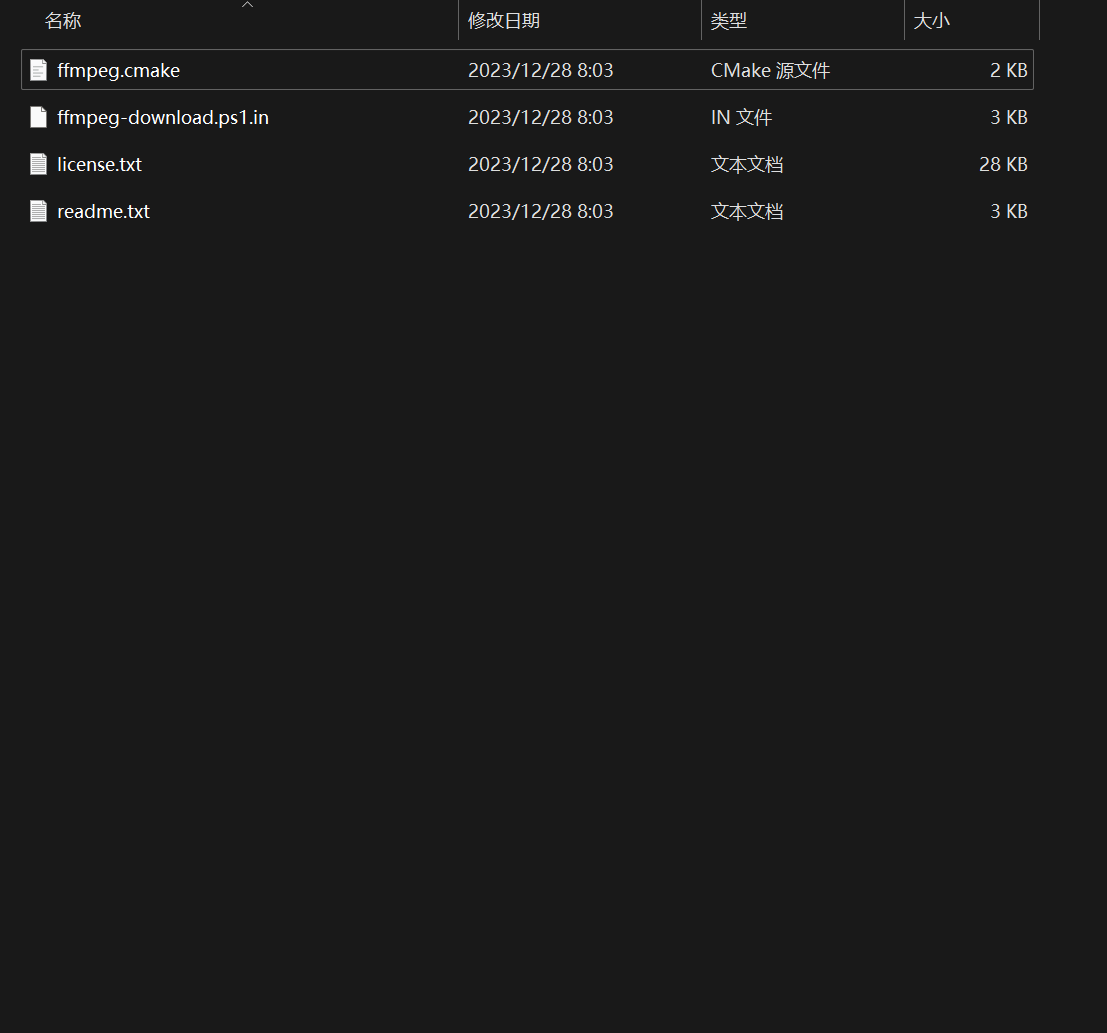 名称 修改日期 类型 大小
ffmpeg.cmake 2023/12/28 8:03 CMake 源文件 2 KB
ffmpeg-download.ps1.in 2023/12/28 8:03 IN 文件 3 KB
license.txt 2023/12/28 8:03 文本文档 28 KB
readme.txt 2023/12/28 8:03 文本文档 3 KB